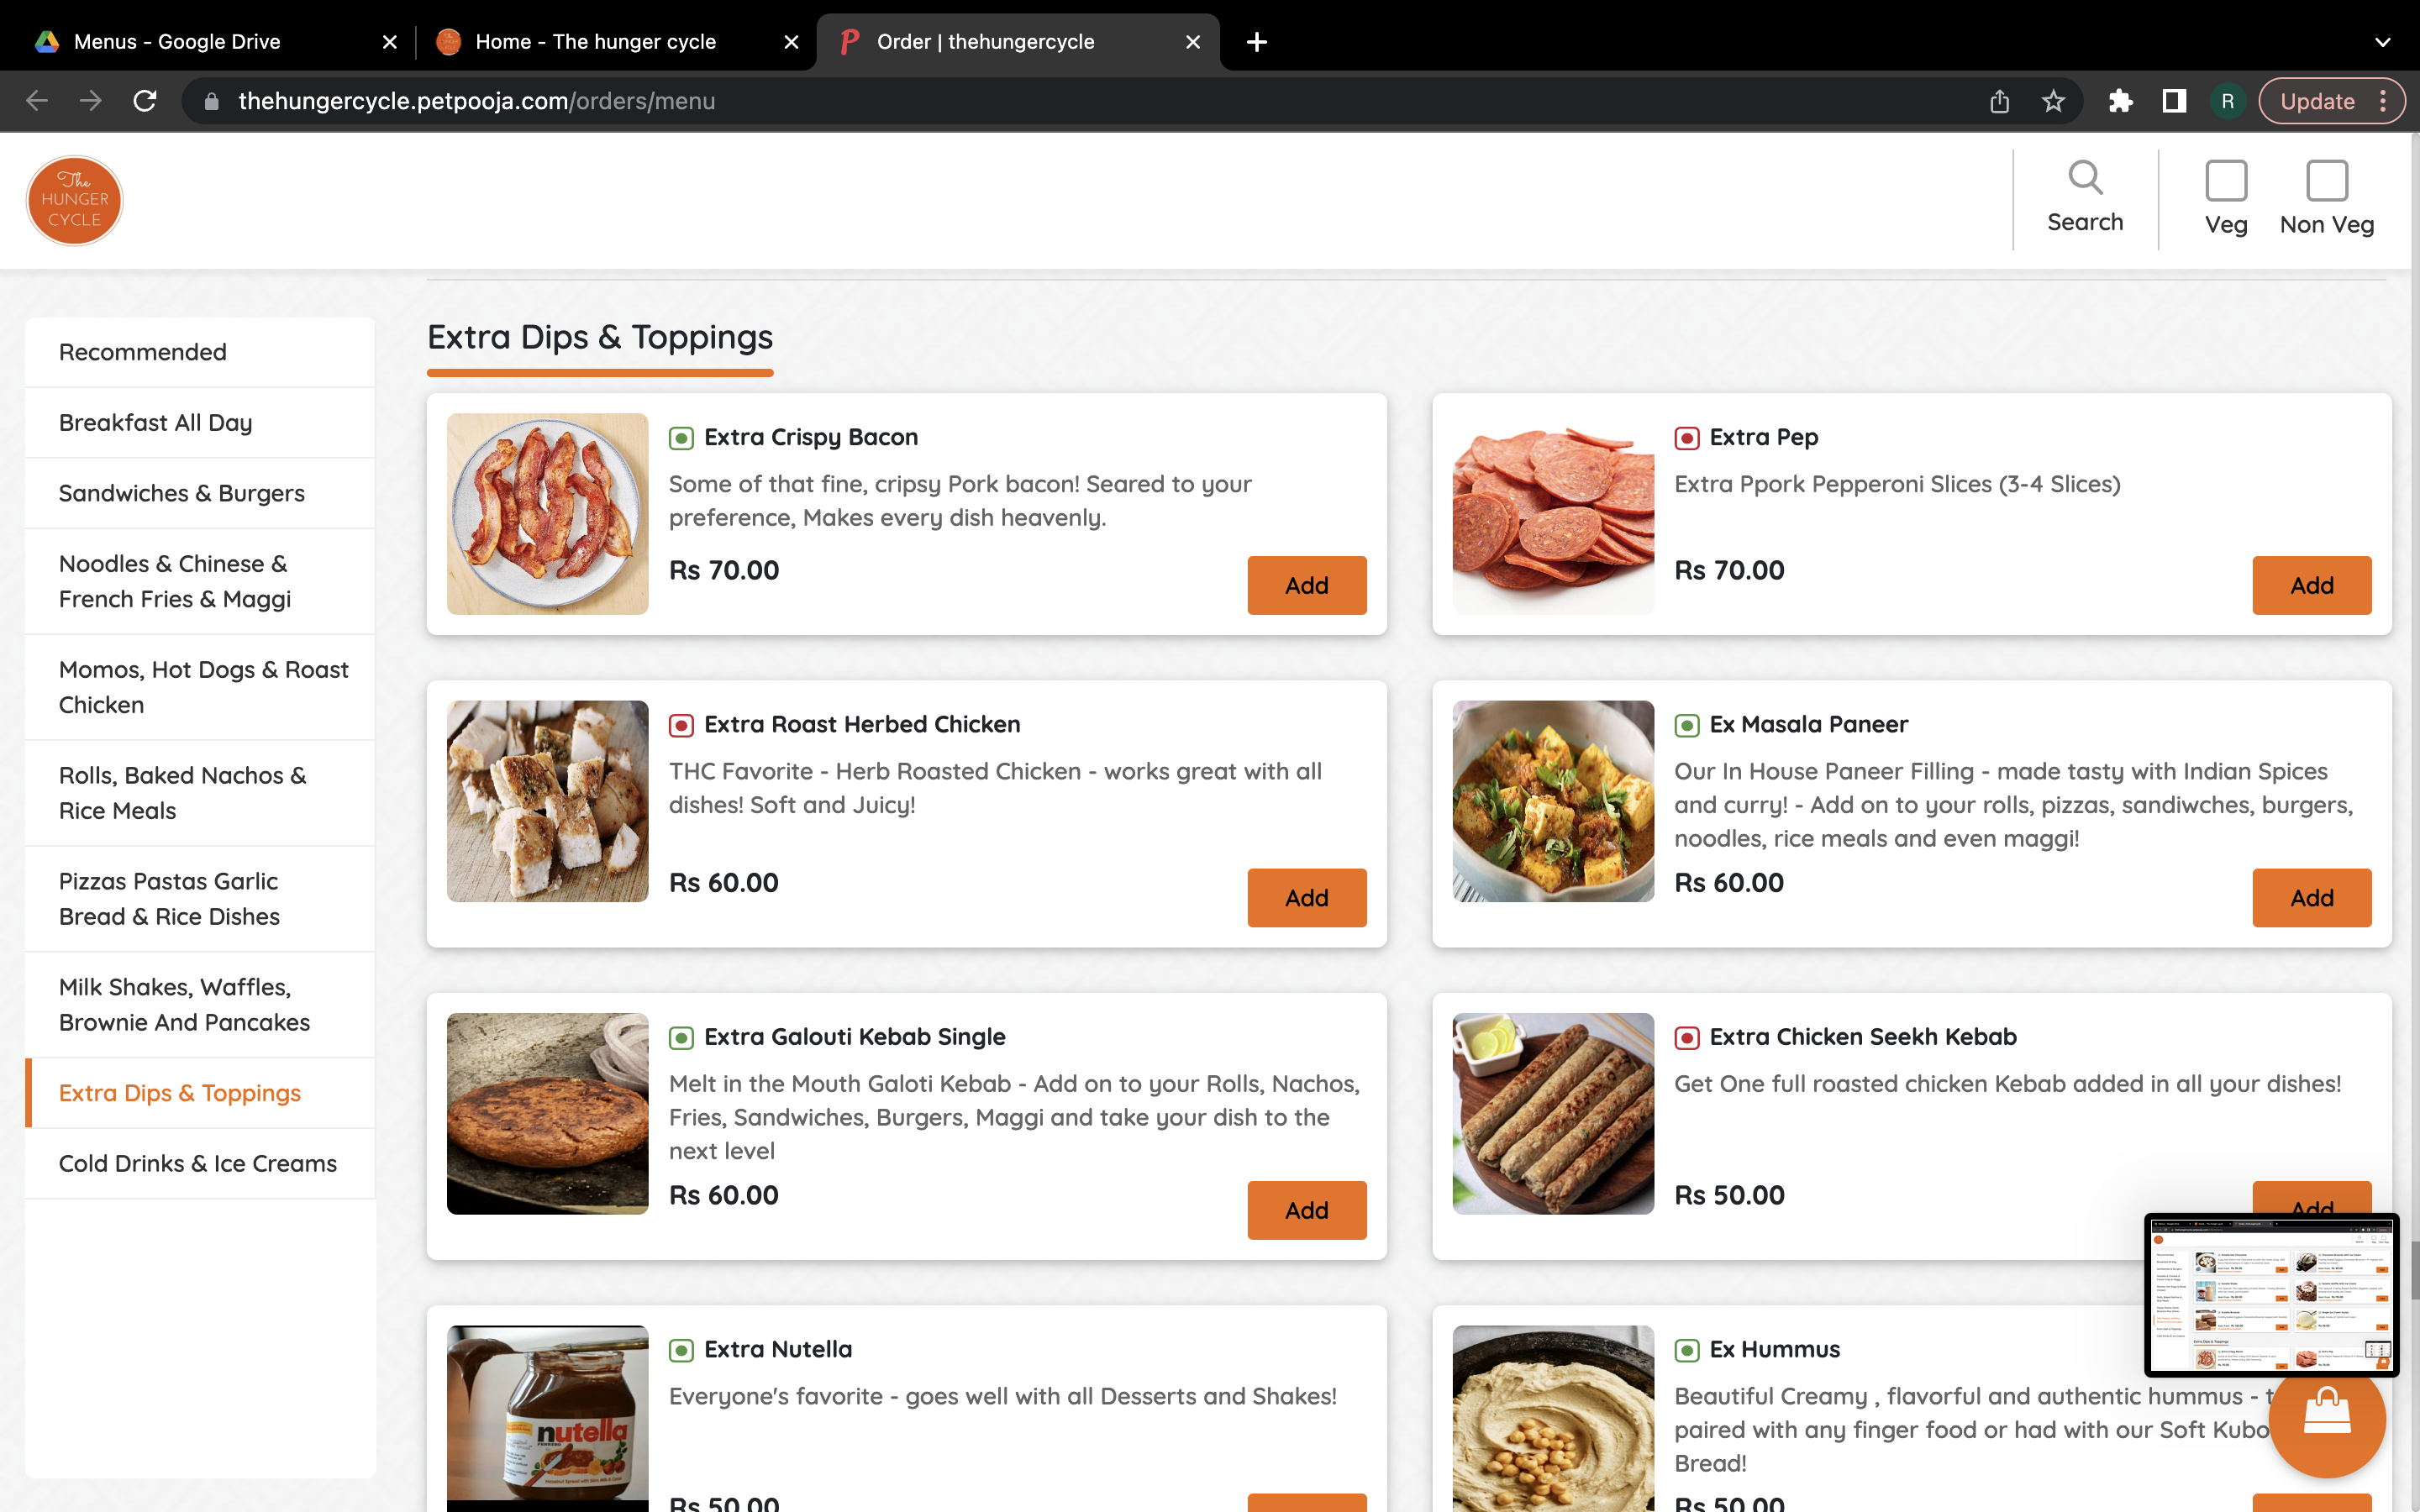 Menus - Google Drive
Home - The hunger cycle
Order | thehungercycle
thehungercycle.petpooja.com/orders/menu
R
Update
The
HUNGER
CYCLE
Search
Veg
Non Veg
Recommended
Breakfast All Day
Sandwiches & Burgers
Noodles & Chinese &
French Fries & Maggi
Momos, Hot Dogs & Roast
Chicken
Rolls, Baked Nachos &
Rice Meals
Pizzas Pastas Garlic
Bread & Rice Dishes
Milk Shakes, Waffles,
Brownie And Pancakes
Extra Dips & Toppings
Cold Drinks & Ice Creams
Extra Dips & Toppings
Extra Crispy Bacon
Some of that fine, cripsy Pork bacon! Seared to your
preference, Makes every dish heavenly.
Rs 70.00
Add
Extra Pep
Extra Ppork Pepperoni Slices (3-4 Slices)
Rs 70.00
Add
Extra Roast Herbed Chicken
THC Favorite - Herb Roasted Chicken - works great with all
dishes! Soft and Juicy!
Rs 60.00
Add
Ex Masala Paneer
Our In House Paneer Filling - made tasty with Indian Spices
and curry! - Add on to your rolls, pizzas, sandiwches, burgers,
noodles, rice meals and even maggi!
Rs 60.00
Add
Extra Galouti Kebab Single
Melt in the Mouth Galoti Kebab - Add on to your Rolls, Nachos,
Fries, Sandwiches, Burgers, Maggi and take your dish to the
next level
Rs 60.00
Add
Extra Chicken Seekh Kebab
Get One full roasted chicken Kebab added in all your dishes!
Rs 50.00
Add
Extra Nutella
Everyone's favorite - goes well with all Desserts and Shakes!
nutella
Rs 50.00
Ex Hummus
Beautiful Creamy , flavorful and authentic hummus -
paired with any finger food or had with our Soft Kubo
Bread!
Rs 50.00